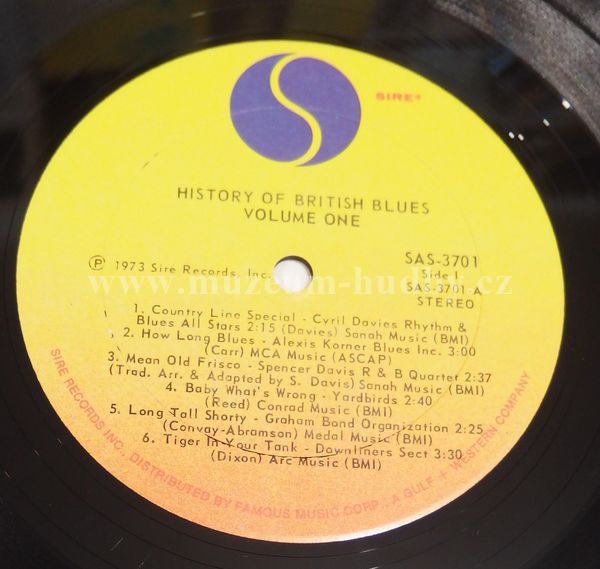 SIRE®
HISTORY OF BRITISH BLUES
VOLUME ONE
℗ 1973 Sire Records, Inc.
SAS-3701
Side I
SAS-3701-A
STEREO
www.muzeum-hudby.cz
1. Country Line Special - Cyril Davies Rhythm &
Blues All Stars 2:15 (Davies) Sanah Music (BMI)
2. How Long Blues - Alexis Korner Blues Inc. 3:00
(Carr) MCA Music (ASCAP)
3. Mean Old Frisco - Spencer Davis R & B Quartet 2:37
(Trad. Arr. & Adapted by S. Davis) Sanah Music (BMI)
4. Baby What's Wrong - Yardbirds 2:40
(Reed) Conrad Music (BMI)
5. Long Tall Shorty - Graham Bond Organization 2:25
(Convay-Abramson) Medal Music (BMI)
6. Tiger In Your Tank - Downliners Sect 3:30
(Dixon) Arc Music (BMI)
SIRE RECORDS INC., DISTRIBUTED BY FAMOUS MUSIC CORP., A GULF + WESTERN COMPANY